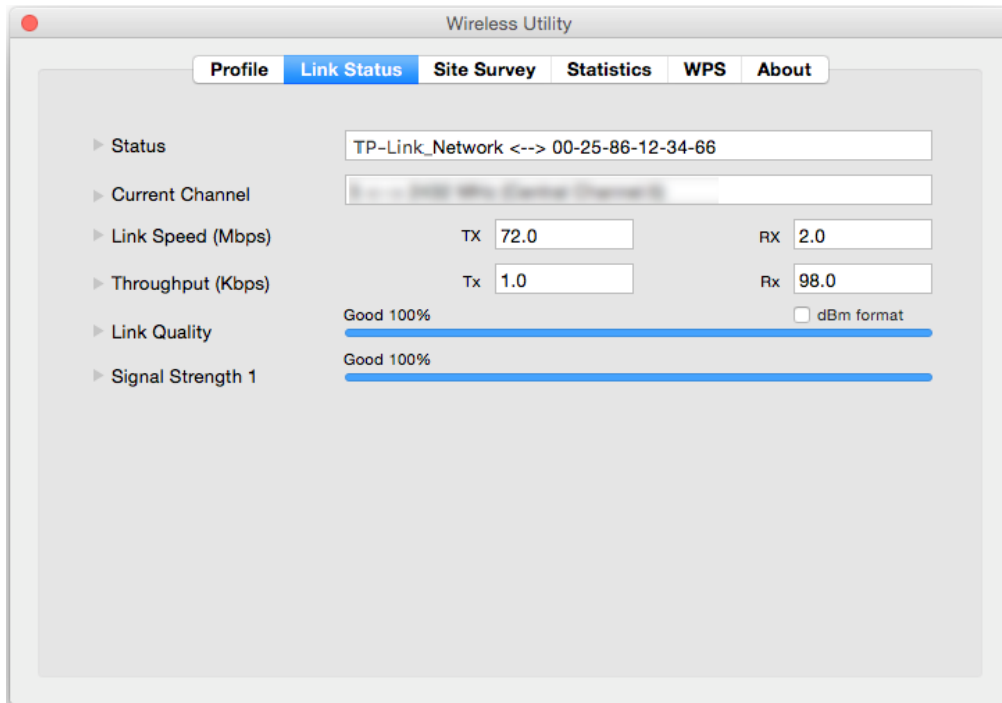 Wireless Utility
Profile Link Status Site Survey Statistics WPS About
Status TP-Link_Network <--> 00-25-86-12-34-66
Current Channel
Link Speed (Mbps) TX 72.0 RX 2.0
Throughput (Kbps) Tx 1.0 Rx 98.0
Good 100% dBm format
Link Quality
Good 100%
Signal Strength 1